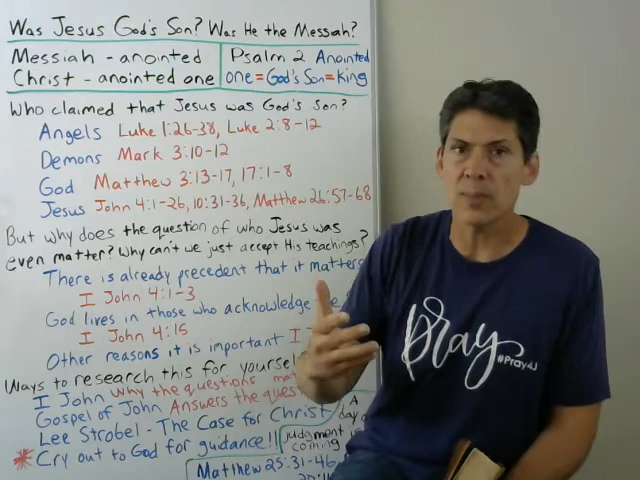 Was Jesus God's Son? Was He the Messiah?
Messiah - anointed
Christ - anointed one
Psalm 2 Anointed
one = God's Son = king
Who claimed that Jesus was God's son?
Angels Luke 1:26-38, Luke 2:8-12
Demons Mark 3:10-12
God Matthew 3:13-17, 17:1-8
Jesus John 4:1-26, 10:31-36, Matthew 26:57-68
But why does the question of who Jesus was
even matter? Why can't we just accept His teachings?
There is already precedent that it matters
I John 4:1-3
God lives in those who acknowledge
I John 4:15
Other reasons it is important I
Ways to research this for yourself
I John Why the questions
Gospel of John Answers the
Lee Strobel - The Case for Christ
* Cry out to God for guidance!!
A
day
judgment is
coming
Matthew 25:31-46
pray
#Pray4J